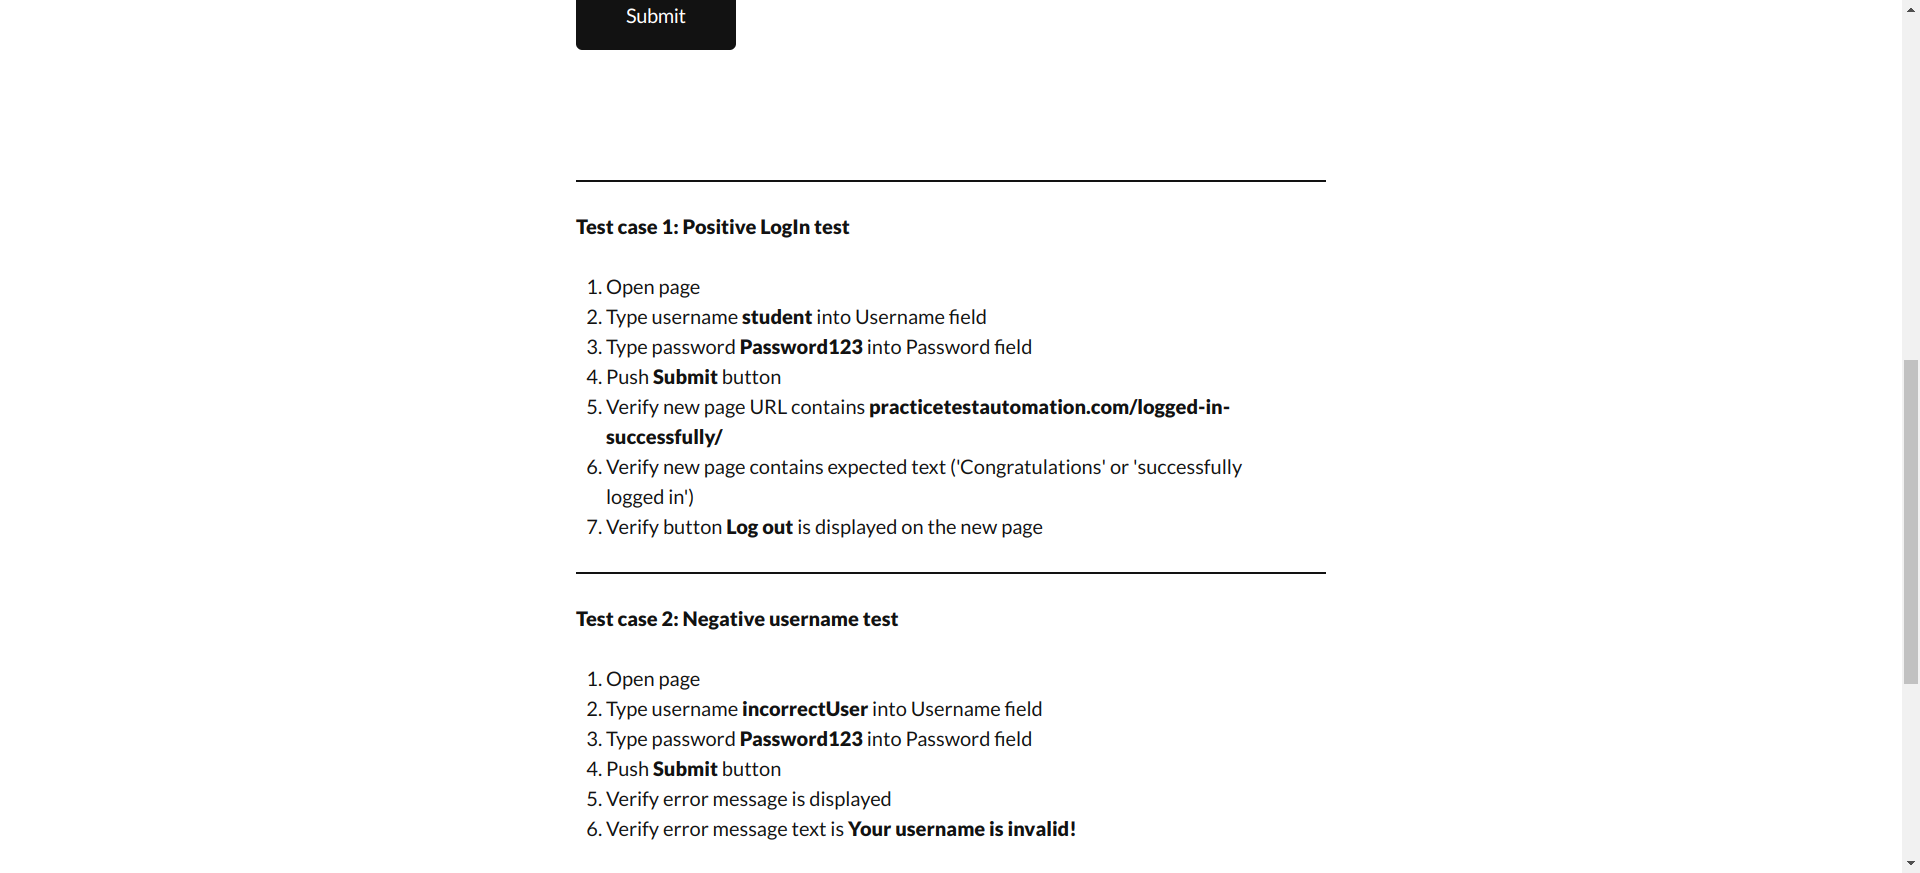 Submit
Test case 1: Positive LogIn test
1. Open page
2. Type username student into Username field
3. Type password Password123 into Password field
4. Push Submit button
5. Verify new page URL contains practicetestautomation.com/logged-in-
successfully/
6. Verify new page contains expected text ('Congratulations' or 'successfully
logged in')
7. Verify button Log out is displayed on the new page
Test case 2: Negative username test
1. Open page
2. Type username incorrectUser into Username field
3. Type password Password123 into Password field
4. Push Submit button
5. Verify error message is displayed
6. Verify error message text is Your username is invalid!